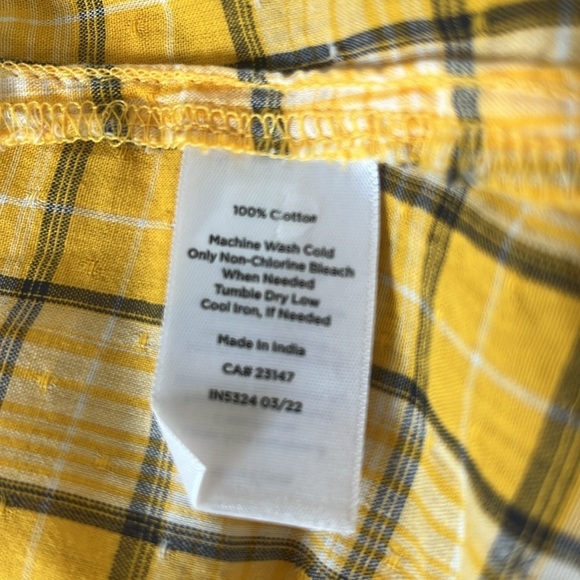 100% Cotton
Machine Wash Cold
Only Non-Chlorine Bleach
When Needed
Tumble Dry Low
Cool Iron, If Needed
Made In India
CA# 23147
IN5324 03/22